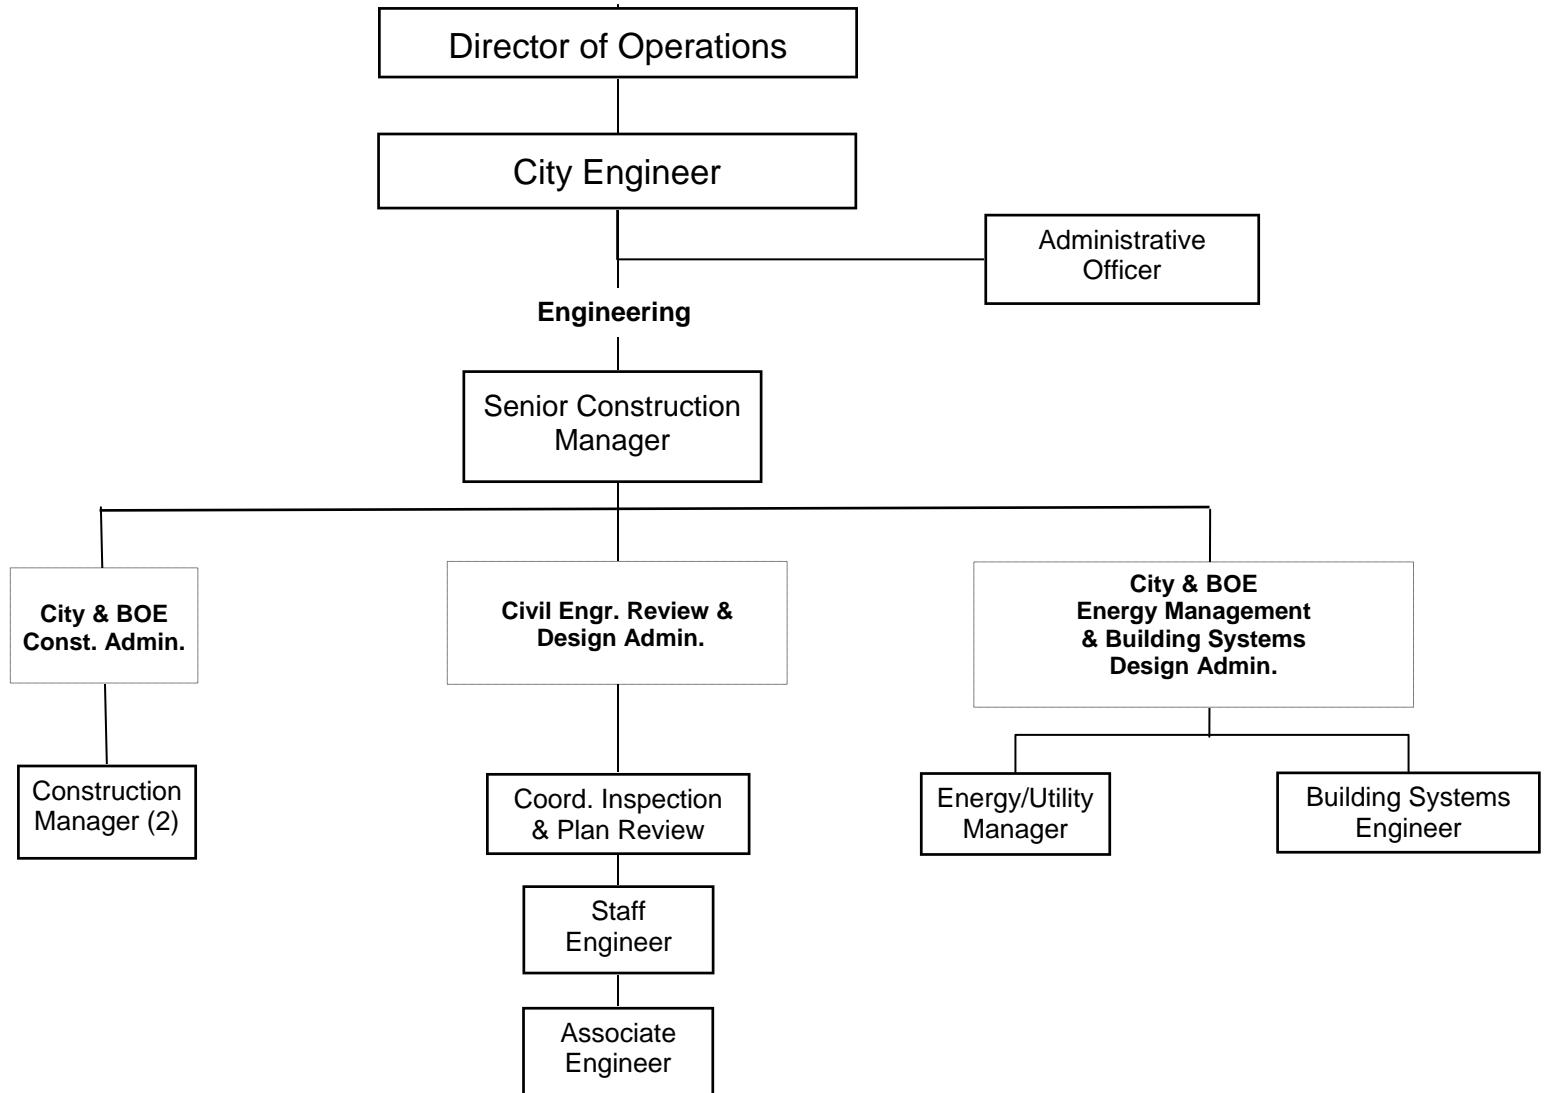 Director of Operations
City Engineer
Administrative
Officer
Engineering
Senior Construction
Manager
City & BOE
Const. Admin.
Civil Engr. Review &
Design Admin.
City & BOE
Energy Management
& Building Systems
Design Admin.
Construction
Manager (2)
Coord. Inspection
& Plan Review
Energy/Utility
Manager
Building Systems
Engineer
Staff
Engineer
Associate
Engineer